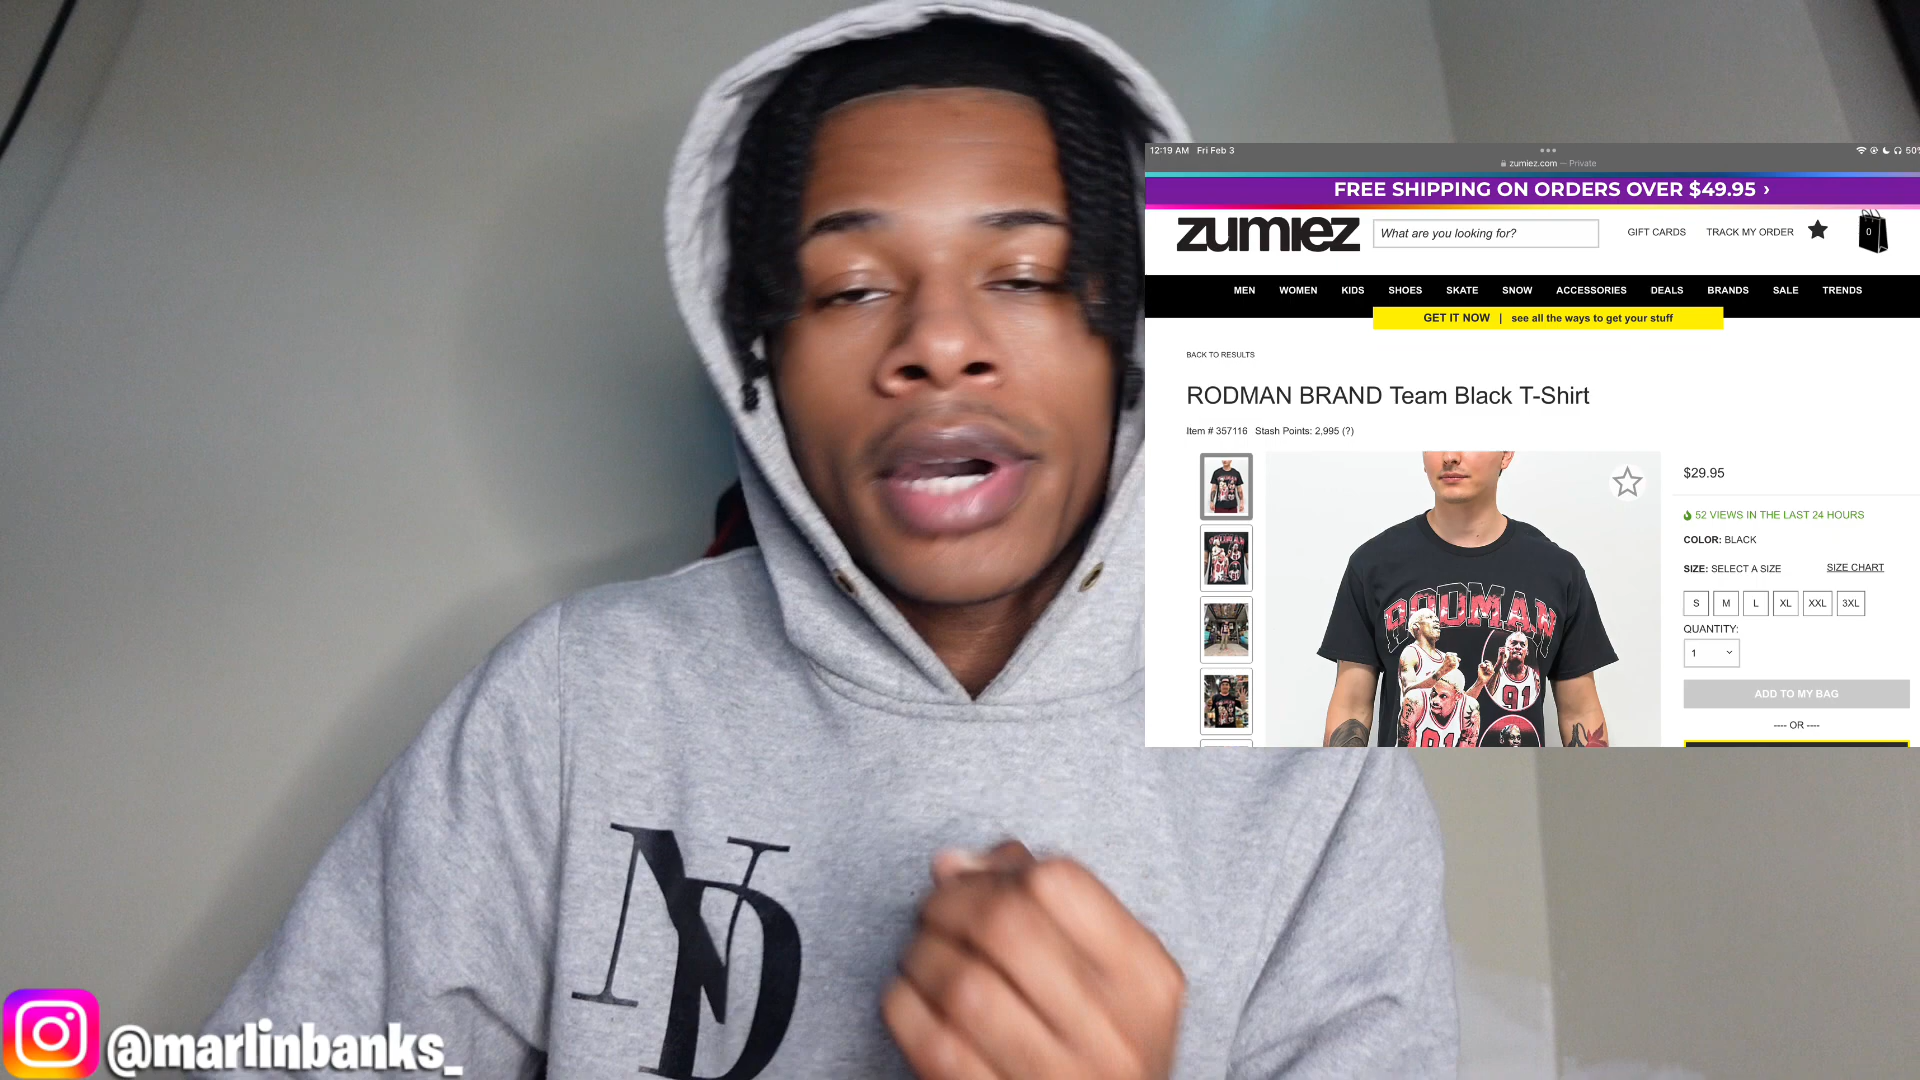 12:19 AM Fri Feb 3
zumiez.com — Private
50%
FREE SHIPPING ON ORDERS OVER $49.95 ›
zumiez
What are you looking for?
GIFT CARDS
TRACK MY ORDER
0
MEN WOMEN KIDS SHOES SKATE SNOW ACCESSORIES DEALS BRANDS SALE TRENDS
GET IT NOW | see all the ways to get your stuff
BACK TO RESULTS
RODMAN BRAND Team Black T-Shirt
Item # 357116 Stash Points: 2,995 (?)
$29.95
52 VIEWS IN THE LAST 24 HOURS
COLOR: BLACK
SIZE: SELECT A SIZE SIZE CHART
S M L XL XXL 3XL
QUANTITY:
1
ADD TO MY BAG
---- OR ----
RODMAN
91
91
ND
@marlinbanks_